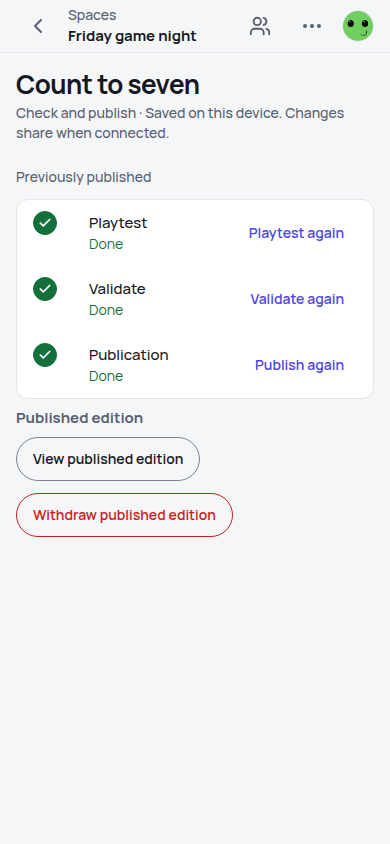 Spaces
Friday game night
Count to seven
Check and publish · Saved on this device. Changes
share when connected.
Previously published
Playtest
Done
Playtest again
Validate
Done
Validate again
Publication
Done
Publish again
Published edition
View published edition
Withdraw published edition